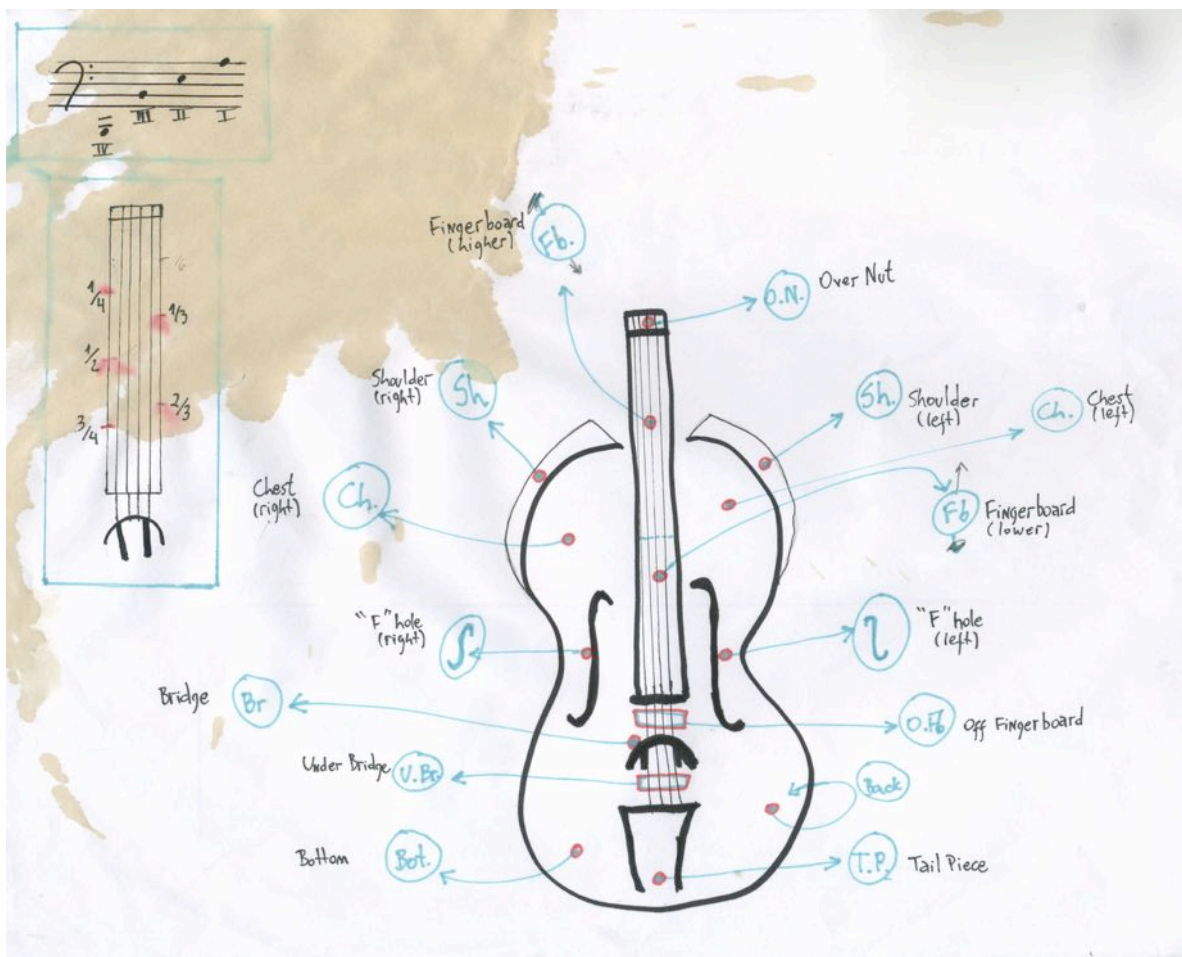 III II I
IV
1/6
1/4
1/3
1/2
2/3
3/4
Fingerboard
(higher)
Fb.
O.N.
Over Nut
Shoulder
(right)
Sh.
Sh.
Shoulder
(left)
Ch.
Chest
(left)
Chest
(right)
Ch.
Fb
Fingerboard
(lower)
"F" hole
(right)
"F" hole
(left)
Bridge
Br
O.Fb
Off Fingerboard
Under Bridge
U.Br.
Back
Bottom
Bot.
T.P.
Tail Piece